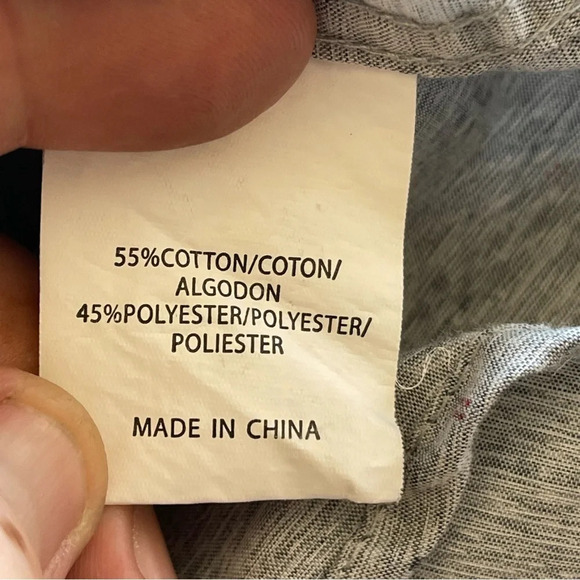 55%COTTON/COTON/
ALGODON
45%POLYESTER/POLYESTER/
POLIESTER
MADE IN CHINA